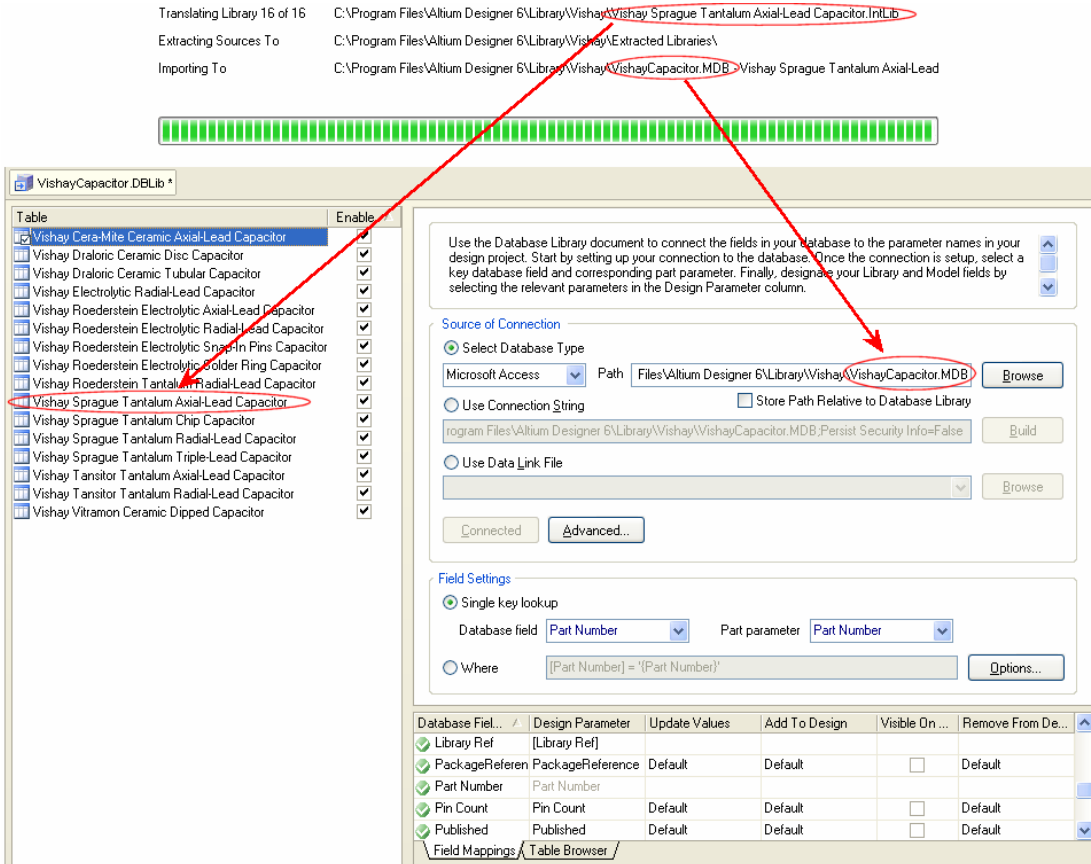 Translating Library 16 of 16 C:\Program Files\Altium Designer 6\Library\Vishay\Vishay Sprague Tantalum Axial-Lead Capacitor.IntLib
Extracting Sources To C:\Program Files\Altium Designer 6\Library\Vishay\Extracted Libraries\
Importing To C:\Program Files\Altium Designer 6\Library\Vishay\VishayCapacitor.MDB - Vishay Sprague Tantalum Axial-Lead
VishayCapacitor.DBLib *
Table Enable
Vishay Cera-Mite Ceramic Axial-Lead Capacitor
Vishay Draloric Ceramic Disc Capacitor
Vishay Draloric Ceramic Tubular Capacitor
Vishay Electrolytic Radial-Lead Capacitor
Vishay Roederstein Electrolytic Axial-Lead Capacitor
Vishay Roederstein Electrolytic Radial-Lead Capacitor
Vishay Roederstein Electrolytic Snap-In Pins Capacitor
Vishay Roederstein Electrolytic Solder Ring Capacitor
Vishay Roederstein Tantalum Radial-Lead Capacitor
Vishay Sprague Tantalum Axial-Lead Capacitor
Vishay Sprague Tantalum Chip Capacitor
Vishay Sprague Tantalum Radial-Lead Capacitor
Vishay Sprague Tantalum Triple-Lead Capacitor
Vishay Tansitor Tantalum Axial-Lead Capacitor
Vishay Tansitor Tantalum Radial-Lead Capacitor
Vishay Vitramon Ceramic Dipped Capacitor
Use the Database Library document to connect the fields in your database to the parameter names in your
design project. Start by setting up your connection to the database. Once the connection is setup, select a
key database field and corresponding part parameter. Finally, designate your Library and Model fields by
selecting the relevant parameters in the Design Parameter column.
Source of Connection
Select Database Type
Microsoft Access Path Files\Altium Designer 6\Library\Vishay\VishayCapacitor.MDB Browse
Use Connection String Store Path Relative to Database Library
rogram Files\Altium Designer 6\Library\Vishay\VishayCapacitor.MDB;Persist Security Info=False Build
Use Data Link File
Browse
Connected Advanced...
Field Settings
Single key lookup
Database field Part Number Part parameter Part Number
Where [Part Number] = '{Part Number}' Options...
Database Fiel... Design Parameter Update Values Add To Design Visible On ... Remove From De...
Library Ref [Library Ref]
PackageReferen PackageReference Default Default Default
Part Number Part Number
Pin Count Pin Count Default Default Default
Published Published Default Default Default
Field Mappings Table Browser